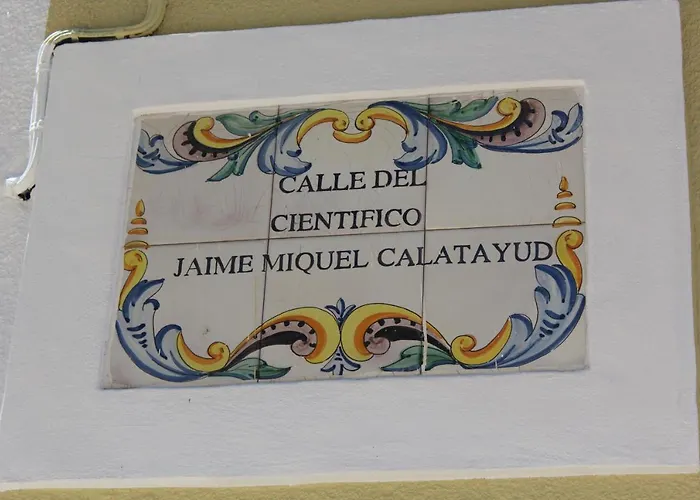 CALLE DEL
CIENTIFICO
JAIME MIQUEL CALATAYUD